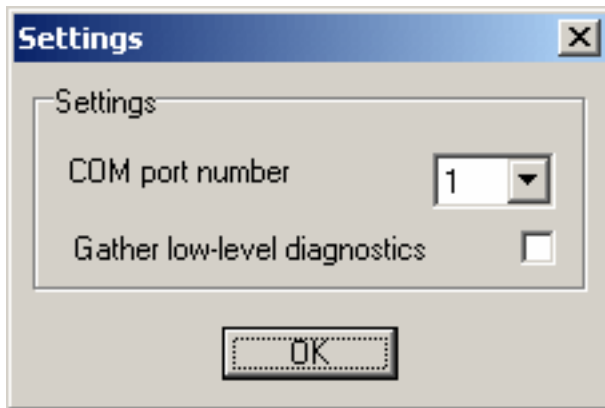 Settings
Settings
COM port number 1
Gather low-level diagnostics
OK